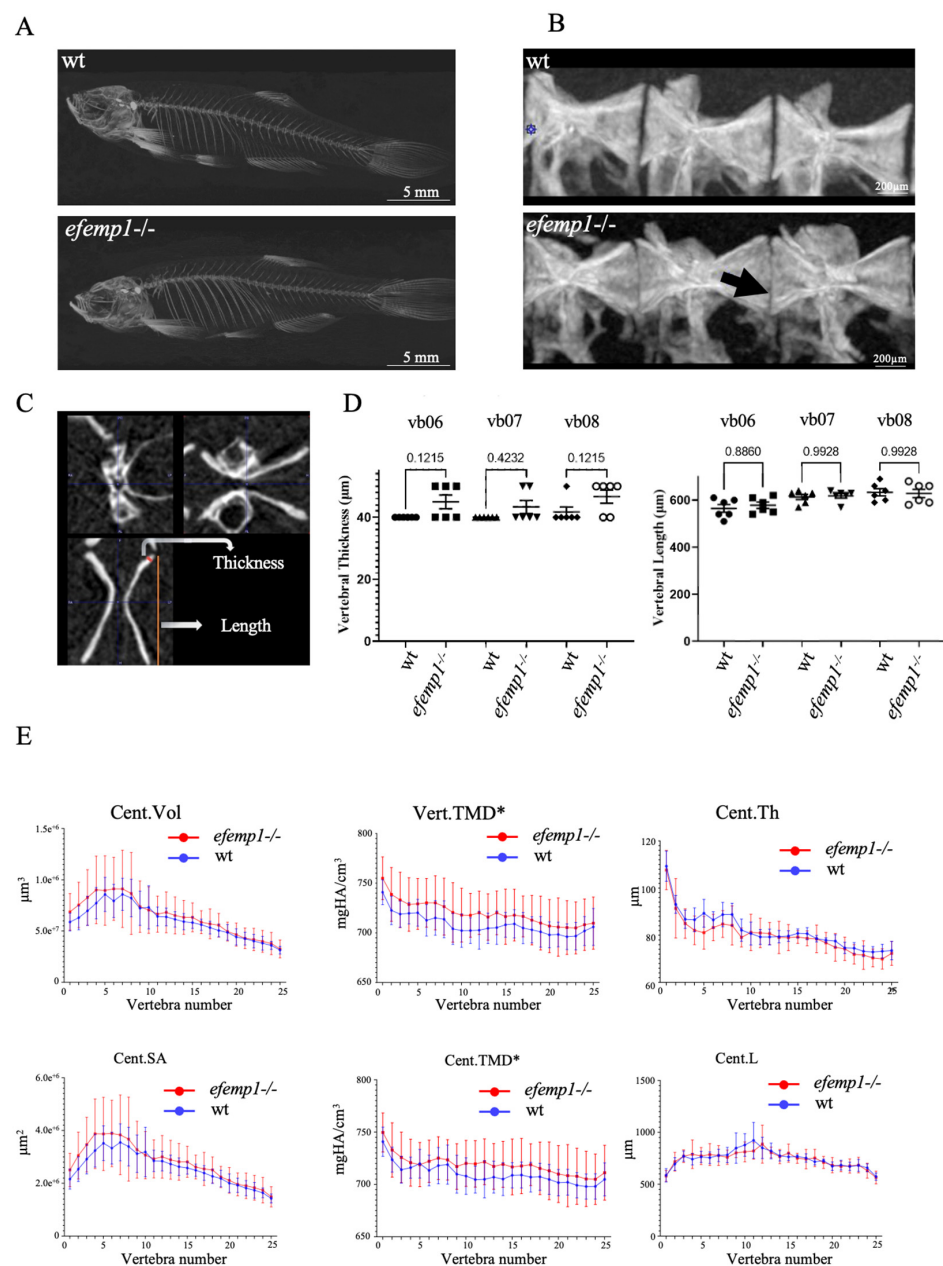 A
B
wt
5 mm
efemp1-/-
5 mm
wt
200µm
efemp1-/-
200µm
C
Thickness
Length
D
vb06 vb07 vb08
0.1215 0.4232 0.1215
Vertebral Thickness (µm)
40
20
0
wt efemp1-/- wt efemp1-/- wt efemp1-/-
vb06 vb07 vb08
0.8860 0.9928 0.9928
Vertebral Length (µm)
600
400
200
0
wt efemp1-/- wt efemp1-/- wt efemp1-/-
E
Cent.Vol
efemp1-/-
wt
µm³
1.5e+6
1.0e+6
5.0e+7
0
0 5 10 15 20 25
Vertebra number
Vert.TMD*
efemp1-/-
wt
mgHA/cm³
800
750
700
650
0 5 10 15 20 25
Vertebra number
Cent.Th
efemp1-/-
wt
µm
120
100
80
60
0 5 10 15 20 25
Vertebra number
Cent.SA
efemp1-/-
wt
µm²
6.0e+6
4.0e+6
2.0e+6
0
0 5 10 15 20 25
Vertebra number
Cent.TMD*
efemp1-/-
wt
mgHA/cm³
800
750
700
650
0 5 10 15 20 25
Vertebra number
Cent.L
efemp1-/-
wt
µm
1500
1000
500
0
0 5 10 15 20 25
Vertebra number